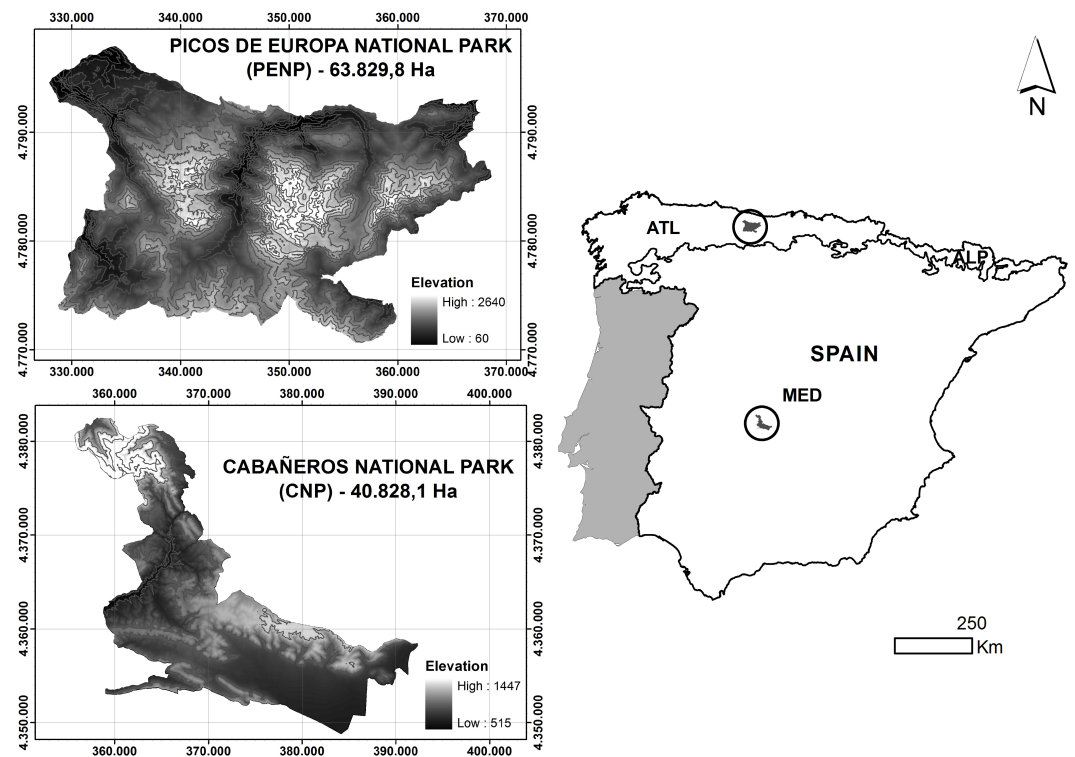 330.000 340.000 350.000 360.000 370.000
PICOS DE EUROPA NATIONAL PARK
(PENP) - 63.829,8 Ha
4.790.000 4.790.000
4.780.000 4.780.000
Elevation
High : 2640
Low : 60
4.770.000 4.770.000
330.000 340.000 350.000 360.000 370.000
360.000 370.000 380.000 390.000 400.000
4.380.000 4.380.000
CABAÑEROS NATIONAL PARK
(CNP) - 40.828,1 Ha
4.370.000 4.370.000
4.360.000 4.360.000
Elevation
High : 1447
Low : 515
4.350.000 4.350.000
360.000 370.000 380.000 390.000 400.000
N
ATL
ALP
SPAIN
MED
250
Km